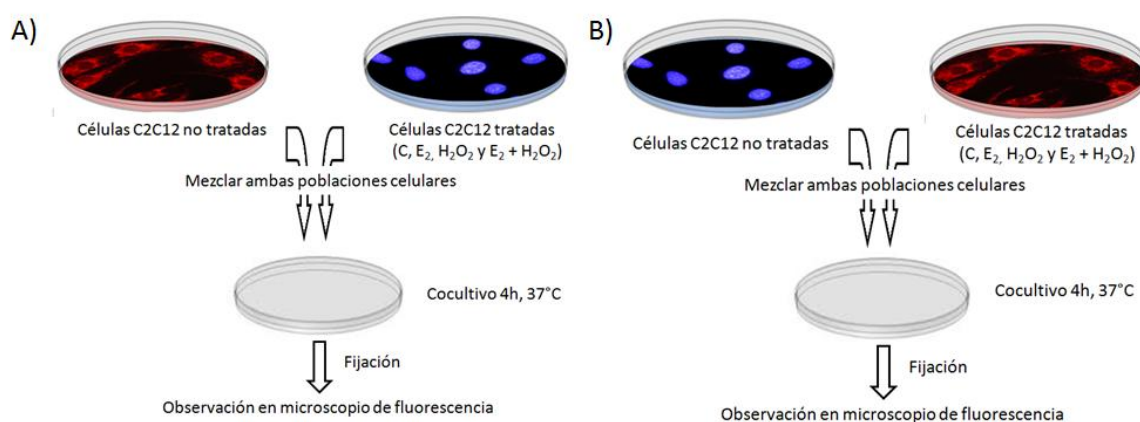 A)
Células C2C12 no tratadas
Células C2C12 tratadas
(C, E₂, H₂O₂ y E₂ + H₂O₂)
Mezclar ambas poblaciones celulares
Cocultivo 4h, 37°C
Fijación
Observación en microscopio de fluorescencia
B)
Células C2C12 no tratadas
Células C2C12 tratadas
(C, E₂, H₂O₂ y E₂ + H₂O₂)
Mezclar ambas poblaciones celulares
Cocultivo 4h, 37°C
Fijación
Observación en microscopio de fluorescencia